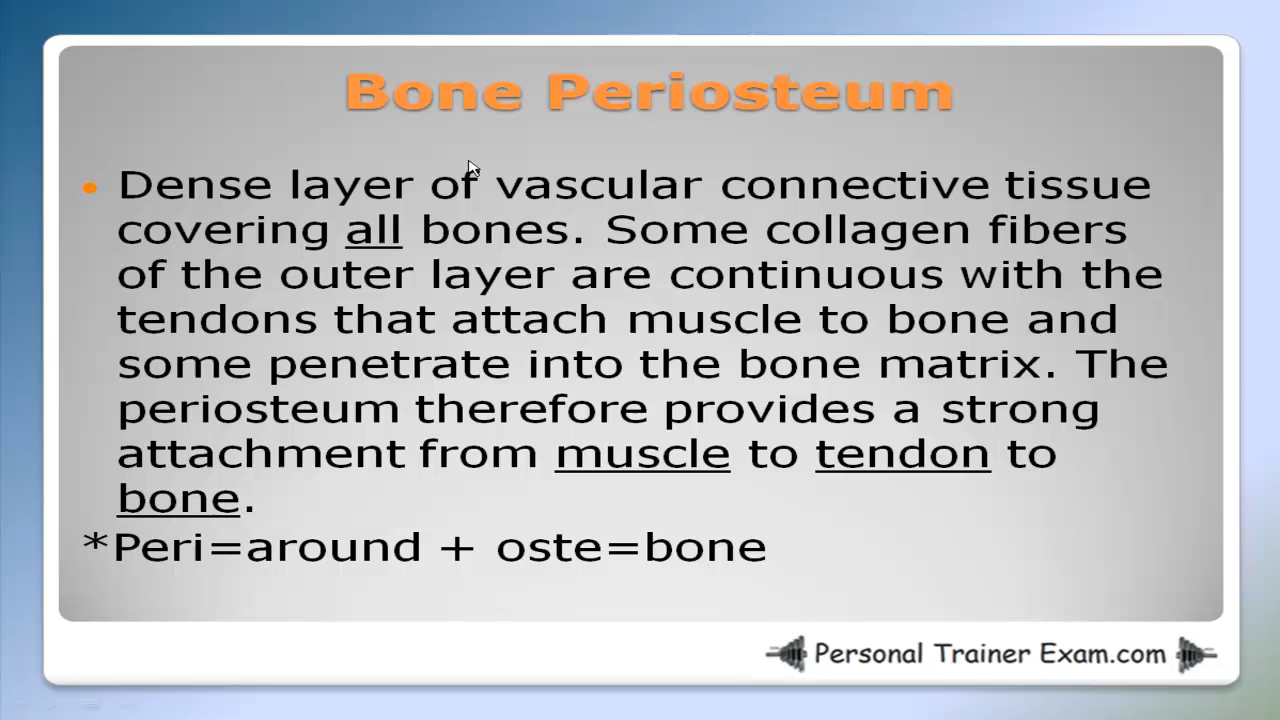 Bone Periosteum
• Dense layer of vascular connective tissue
covering all bones. Some collagen fibers
of the outer layer are continuous with the
tendons that attach muscle to bone and
some penetrate into the bone matrix. The
periosteum therefore provides a strong
attachment from muscle to tendon to
bone.
*Peri=around + oste=bone
Personal Trainer Exam.com